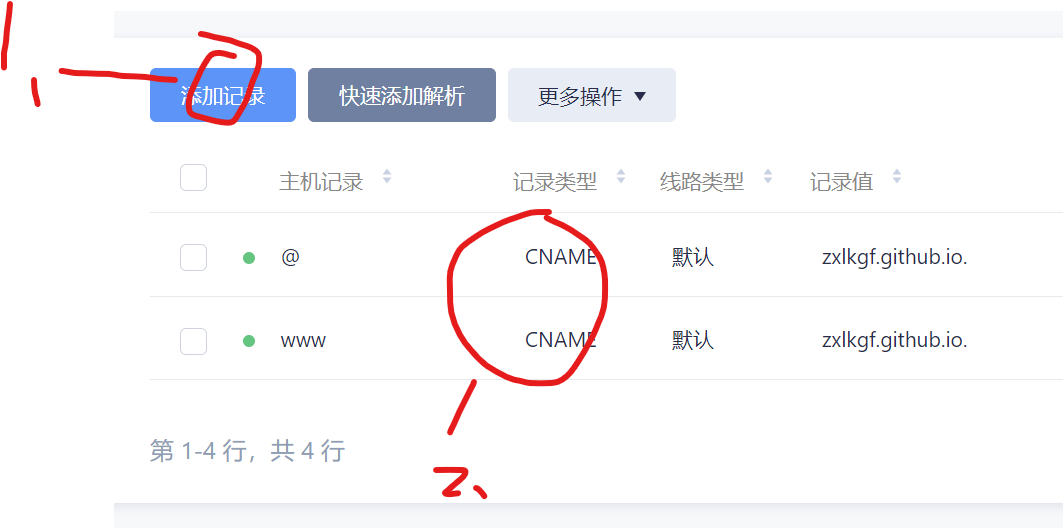 1、
添加记录 快速添加解析 更多操作
主机记录 记录类型 线路类型 记录值
@ CNAME 默认 zxlkgf.github.io.
www CNAME 默认 zxlkgf.github.io.
第 1-4 行，共 4 行
2、